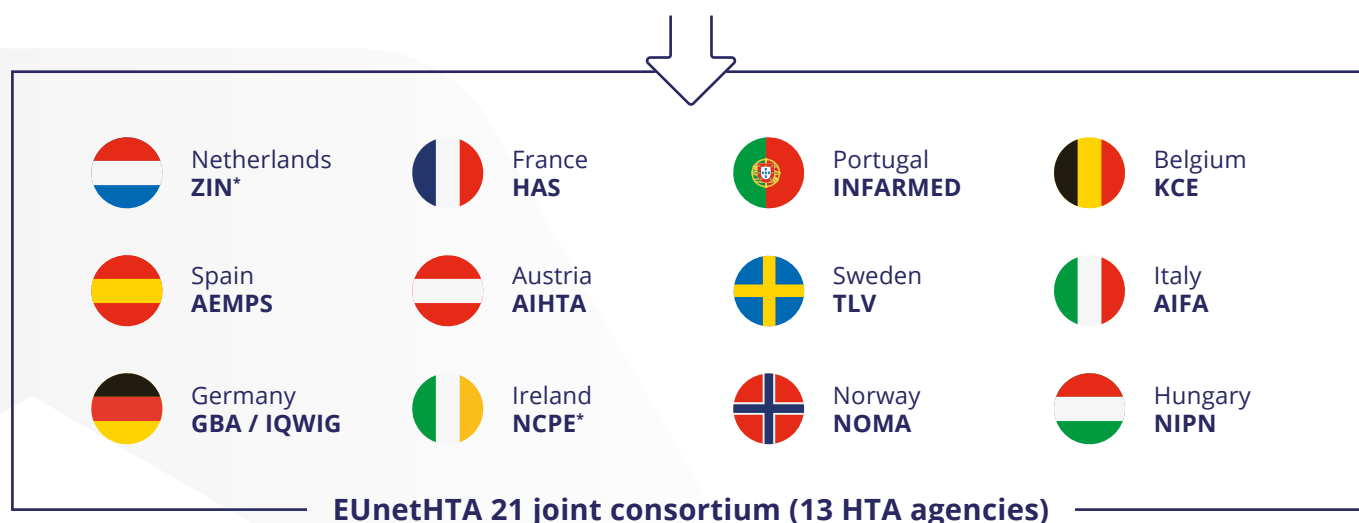 Netherlands
ZIN*
France
HAS
Portugal
INFARMED
Belgium
KCE
Spain
AEMPS
Austria
AIHTA
Sweden
TLV
Italy
AIFA
Germany
GBA / IQWIG
Ireland
NCPE*
Norway
NOMA
Hungary
NIPN
EUnetHTA 21 joint consortium (13 HTA agencies)